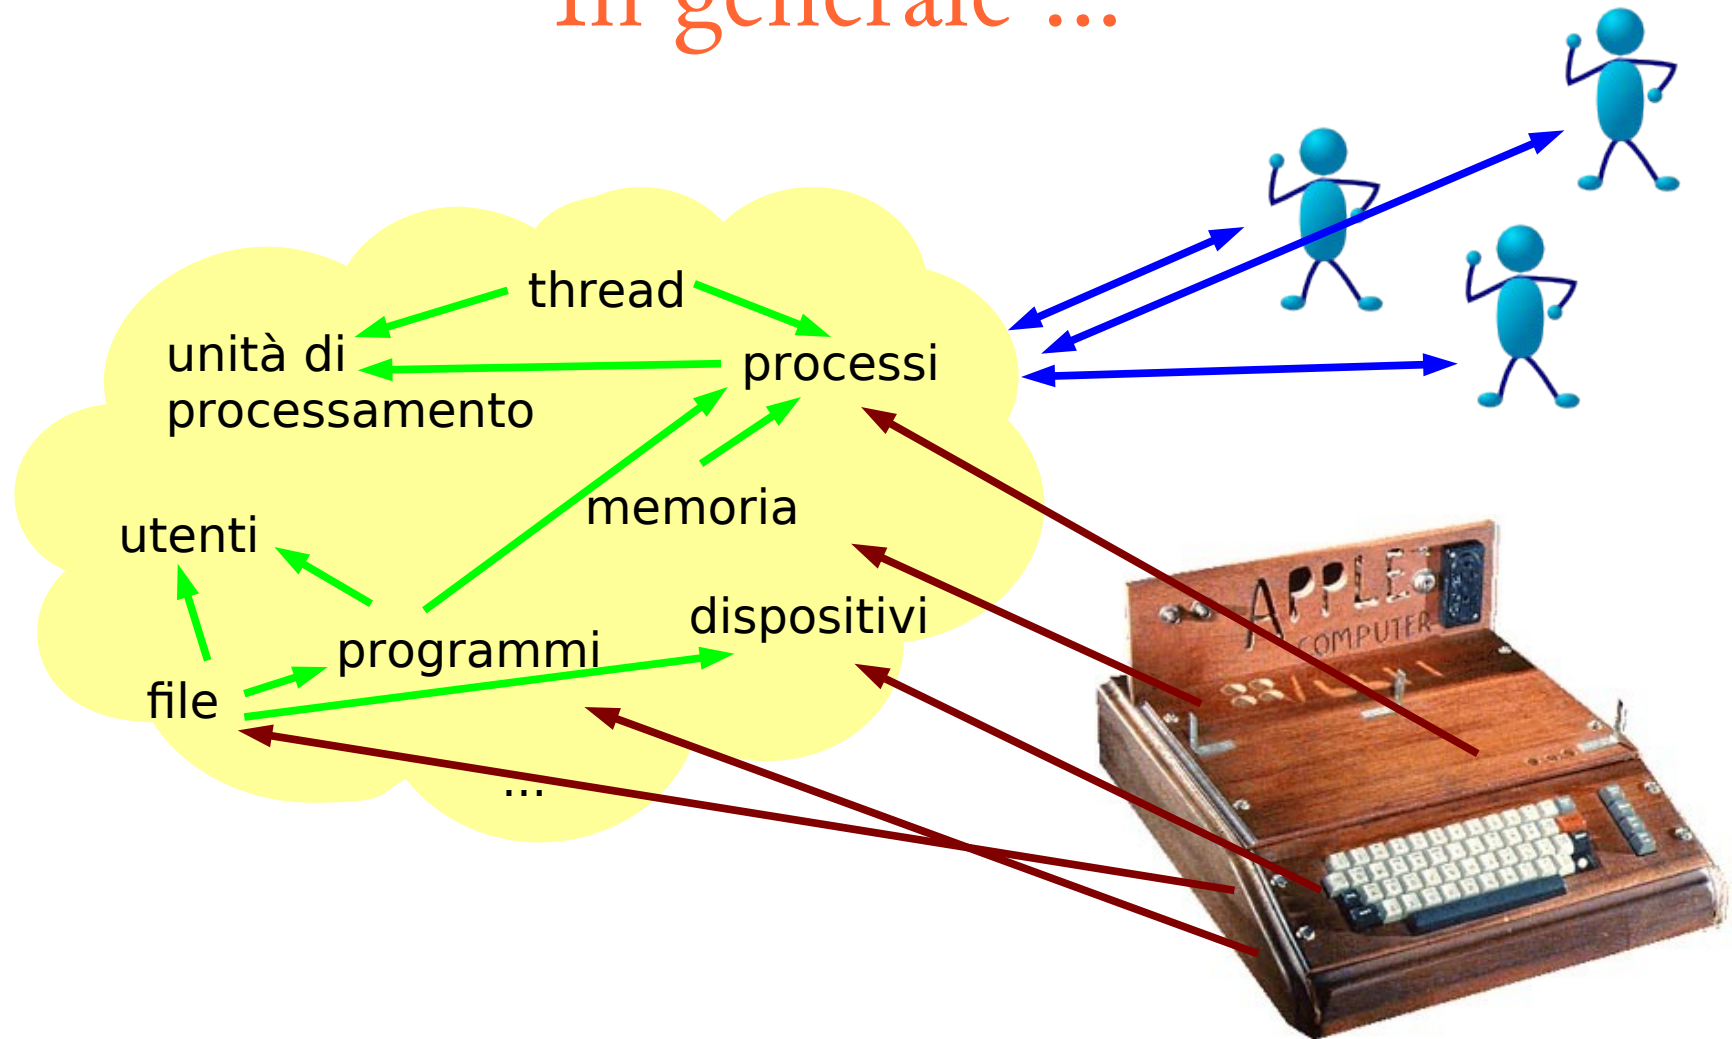 In generale ...
thread
unità di
processamento
processi
memoria
utenti
dispositivi
programmi
file
...
APPLE
COMPUTER